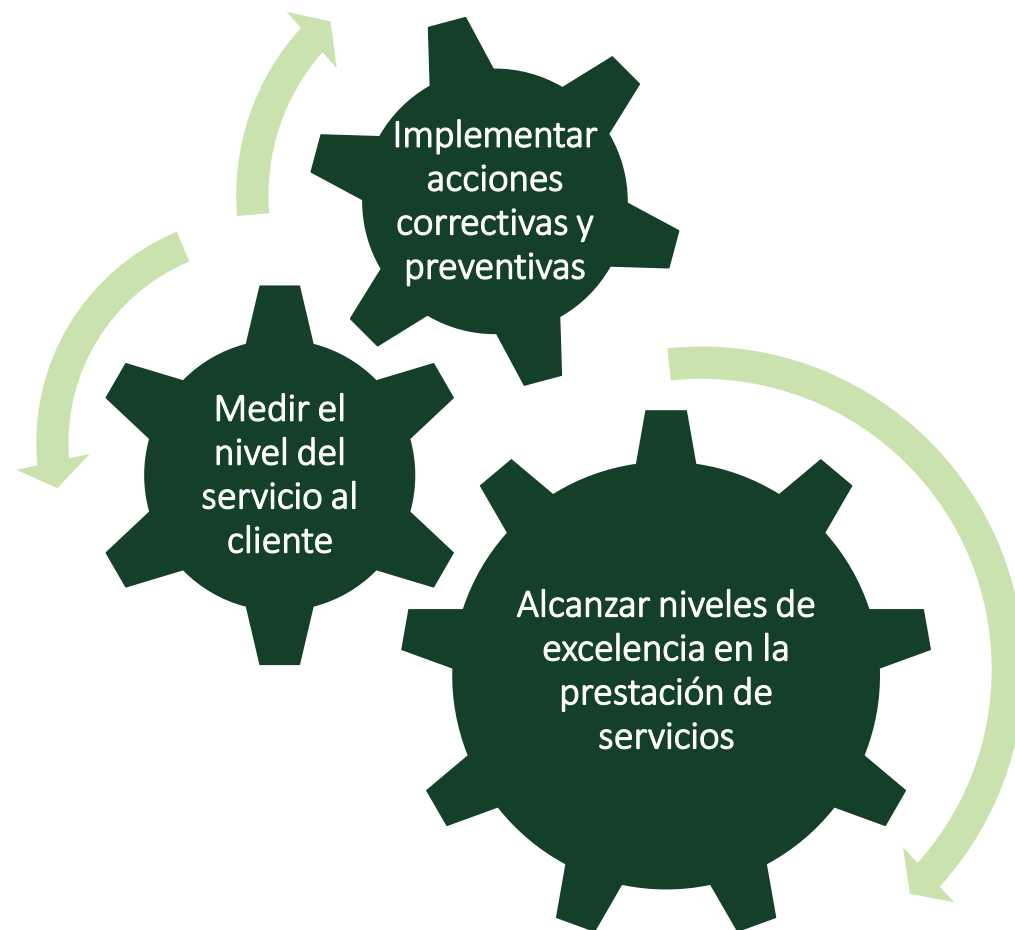 Implementar
acciones
correctivas y
preventivas
Medir el
nivel del
servicio al
cliente
Alcanzar niveles de
excelencia en la
prestación de
servicios